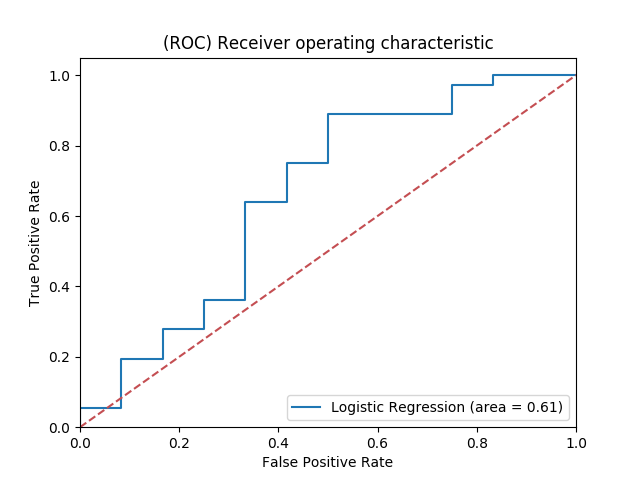 (ROC) Receiver operating characteristic
1.0
0.8
0.6
0.4
0.2
0.0
True Positive Rate
Logistic Regression (area = 0.61)
0.0 0.2 0.4 0.6 0.8 1.0
False Positive Rate